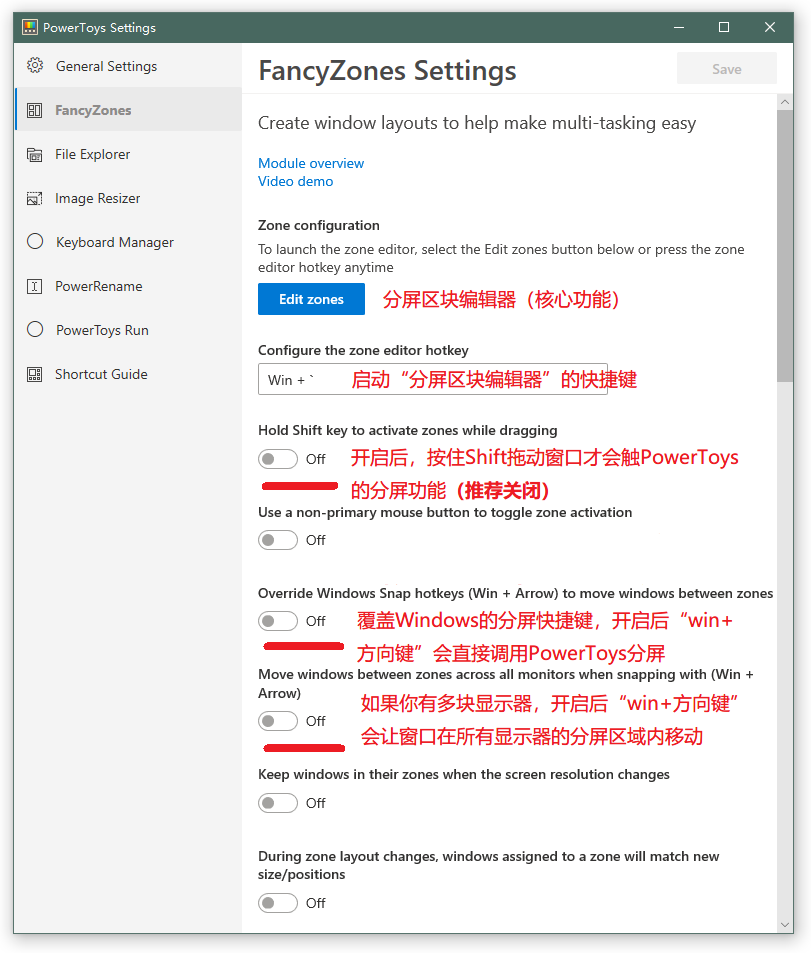 PowerToys Settings
General Settings
FancyZones
File Explorer
Image Resizer
Keyboard Manager
PowerRename
PowerToys Run
Shortcut Guide
FancyZones Settings
Save
Create window layouts to help make multi-tasking easy
Module overview
Video demo
Zone configuration
To launch the zone editor, select the Edit zones button below or press the zone
editor hotkey anytime
Edit zones
分屏区块编辑器（核心功能）
Configure the zone editor hotkey
Win + `
启动“分屏区块编辑器”的快捷键
Hold Shift key to activate zones while dragging
Off
开启后，按住Shift拖动窗口才会触PowerToys
的分屏功能（推荐关闭）
Use a non-primary mouse button to toggle zone activation
Off
Override Windows Snap hotkeys (Win + Arrow) to move windows between zones
Off
覆盖Windows的分屏快捷键，开启后“win+
方向键”会直接调用PowerToys分屏
Move windows between zones across all monitors when snapping with (Win +
Arrow)
Off
如果你有多块显示器，开启后“win+方向键”
会让窗口在所有显示器的分屏区域内移动
Keep windows in their zones when the screen resolution changes
Off
During zone layout changes, windows assigned to a zone will match new
size/positions
Off